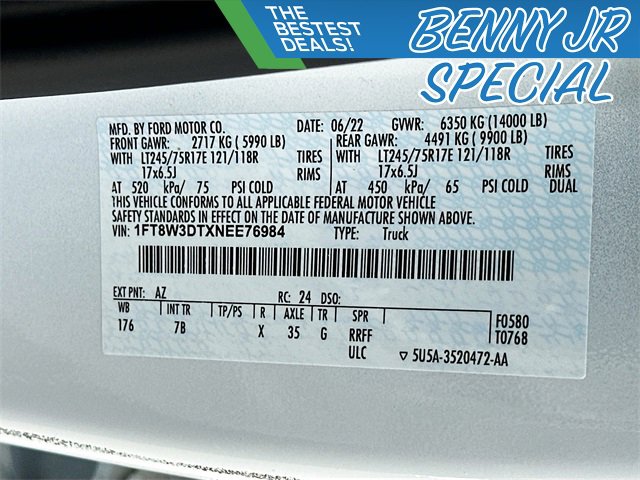 THE
BESTEST
DEALS!
BENNY JR
SPECIAL
MFD. BY FORD MOTOR CO. DATE: 06/22 GVWR: 6350 KG (14000 LB)
FRONT GAWR: 2717 KG (5990 LB) REAR GAWR: 4491 KG (9900 LB)
WITH LT245/75R17E 121/118R TIRES WITH LT245/75R17E 121/118R TIRES
17x6.5J RIMS 17x6.5J RIMS
AT 520 kPa/ 75 PSI COLD AT 450 kPa/ 65 PSI COLD DUAL
THIS VEHICLE CONFORMS TO ALL APPLICABLE FEDERAL MOTOR VEHICLE
SAFETY STANDARDS IN EFFECT ON THE DATE OF MANUFACTURE SHOWN ABOVE.
VIN: 1FT8W3DTXNEE76984 TYPE: Truck
EXT PNT: AZ RC: 24 DSO:
WB INT TR TP/PS R AXLE TR SPR F0580
176 7B X 35 G RRFF T0768
ULC ▽ 5U5A-3520472-AA